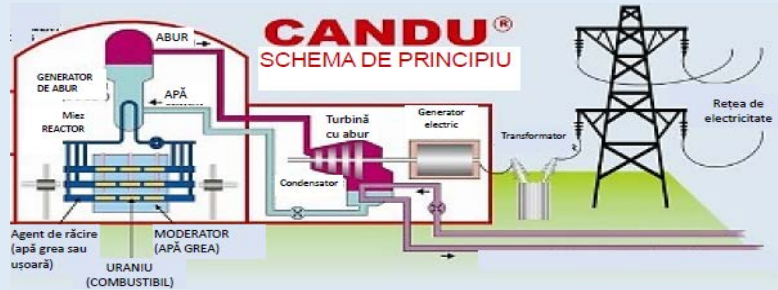 CANDU®
SCHEMA DE PRINCIPIU
ABUR
GENERATOR
DE ABUR
APĂ
Miez
REACTOR
Turbină
cu abur
Generator
electric
Transformator
Rețea de
electricitate
Condensator
Agent de răcire
(apă grea sau
ușoară)
MODERATOR
(APĂ GREA)
URANIU
(COMBUSTIBIL)